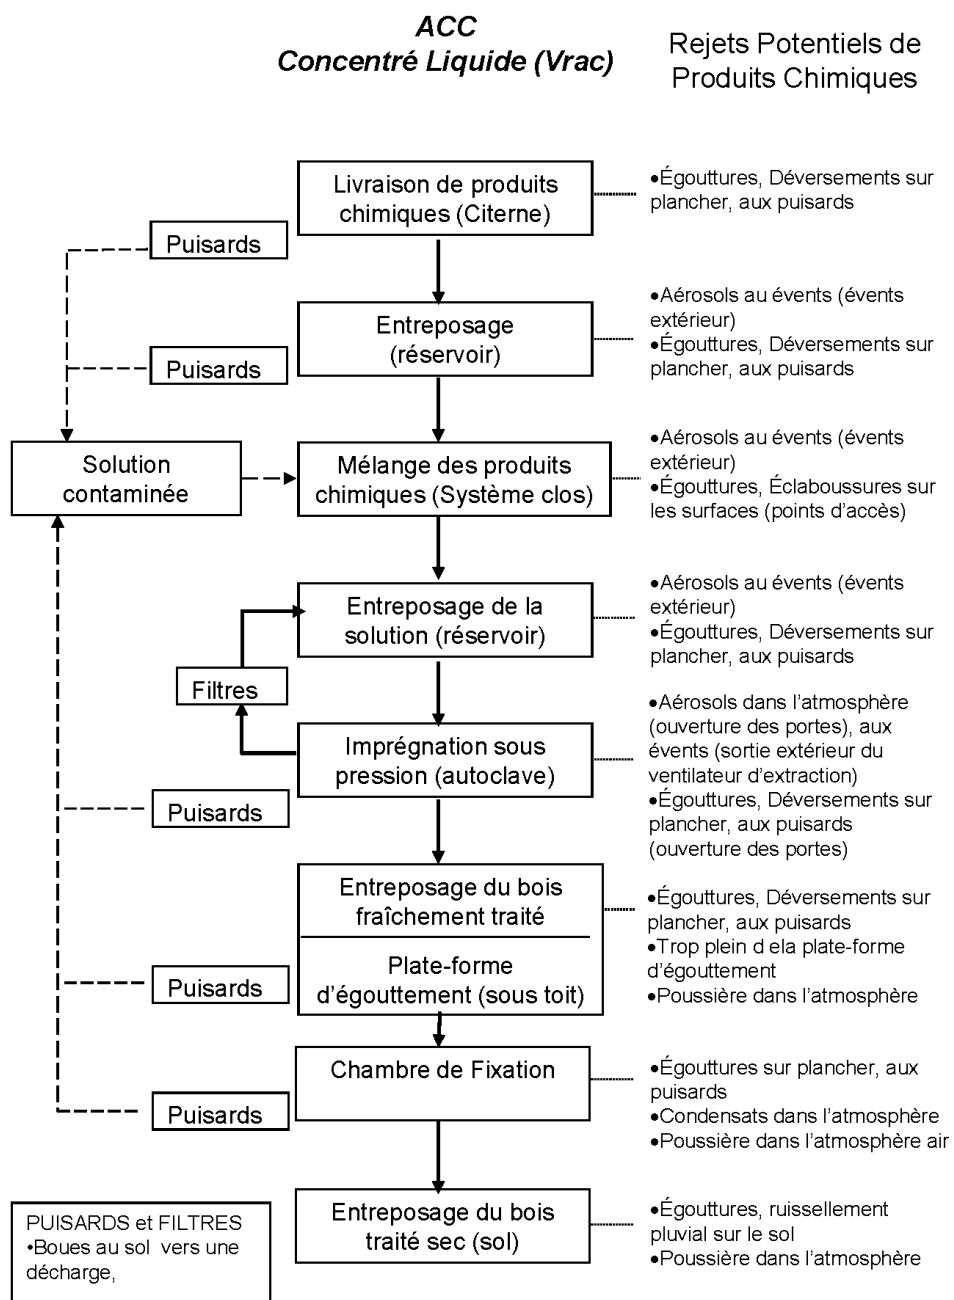 ACC
Concentré Liquide (Vrac)
Rejets Potentiels de
Produits Chimiques
Livraison de produits
chimiques (Citerne)
•Égouttures, Déversements sur
plancher, aux puisards
Puisards
Entreposage
(réservoir)
•Aérosols au évents (évents
extérieur)
•Égouttures, Déversements sur
plancher, aux puisards
Puisards
Solution
contaminée
Mélange des produits
chimiques (Système clos)
•Aérosols au évents (évents
extérieur)
•Égouttures, Éclaboussures sur
les surfaces (points d'accès)
Entreposage de la
solution (réservoir)
•Aérosols au évents (évents
extérieur)
•Égouttures, Déversements sur
plancher, aux puisards
Filtres
Imprégnation sous
pression (autoclave)
•Aérosols dans l'atmosphère
(ouverture des portes), aux
évents (sortie extérieur du
ventilateur d'extraction)
•Égouttures, Déversements sur
plancher, aux puisards
(ouverture des portes)
Puisards
Entreposage du bois
fraîchement traité
Plate-forme
d'égouttement (sous toit)
•Égouttures, Déversements sur
plancher, aux puisards
•Trop plein d ela plate-forme
d'égouttement
•Poussière dans l'atmosphère
Puisards
Chambre de Fixation
•Égouttures sur plancher, aux
puisards
•Condensats dans l'atmosphère
•Poussière dans l'atmosphère air
Puisards
Entreposage du bois
traité sec (sol)
•Égouttures, ruissellement
pluvial sur le sol
•Poussière dans l'atmosphère
PUISARDS et FILTRES
•Boues au sol vers une
décharge,